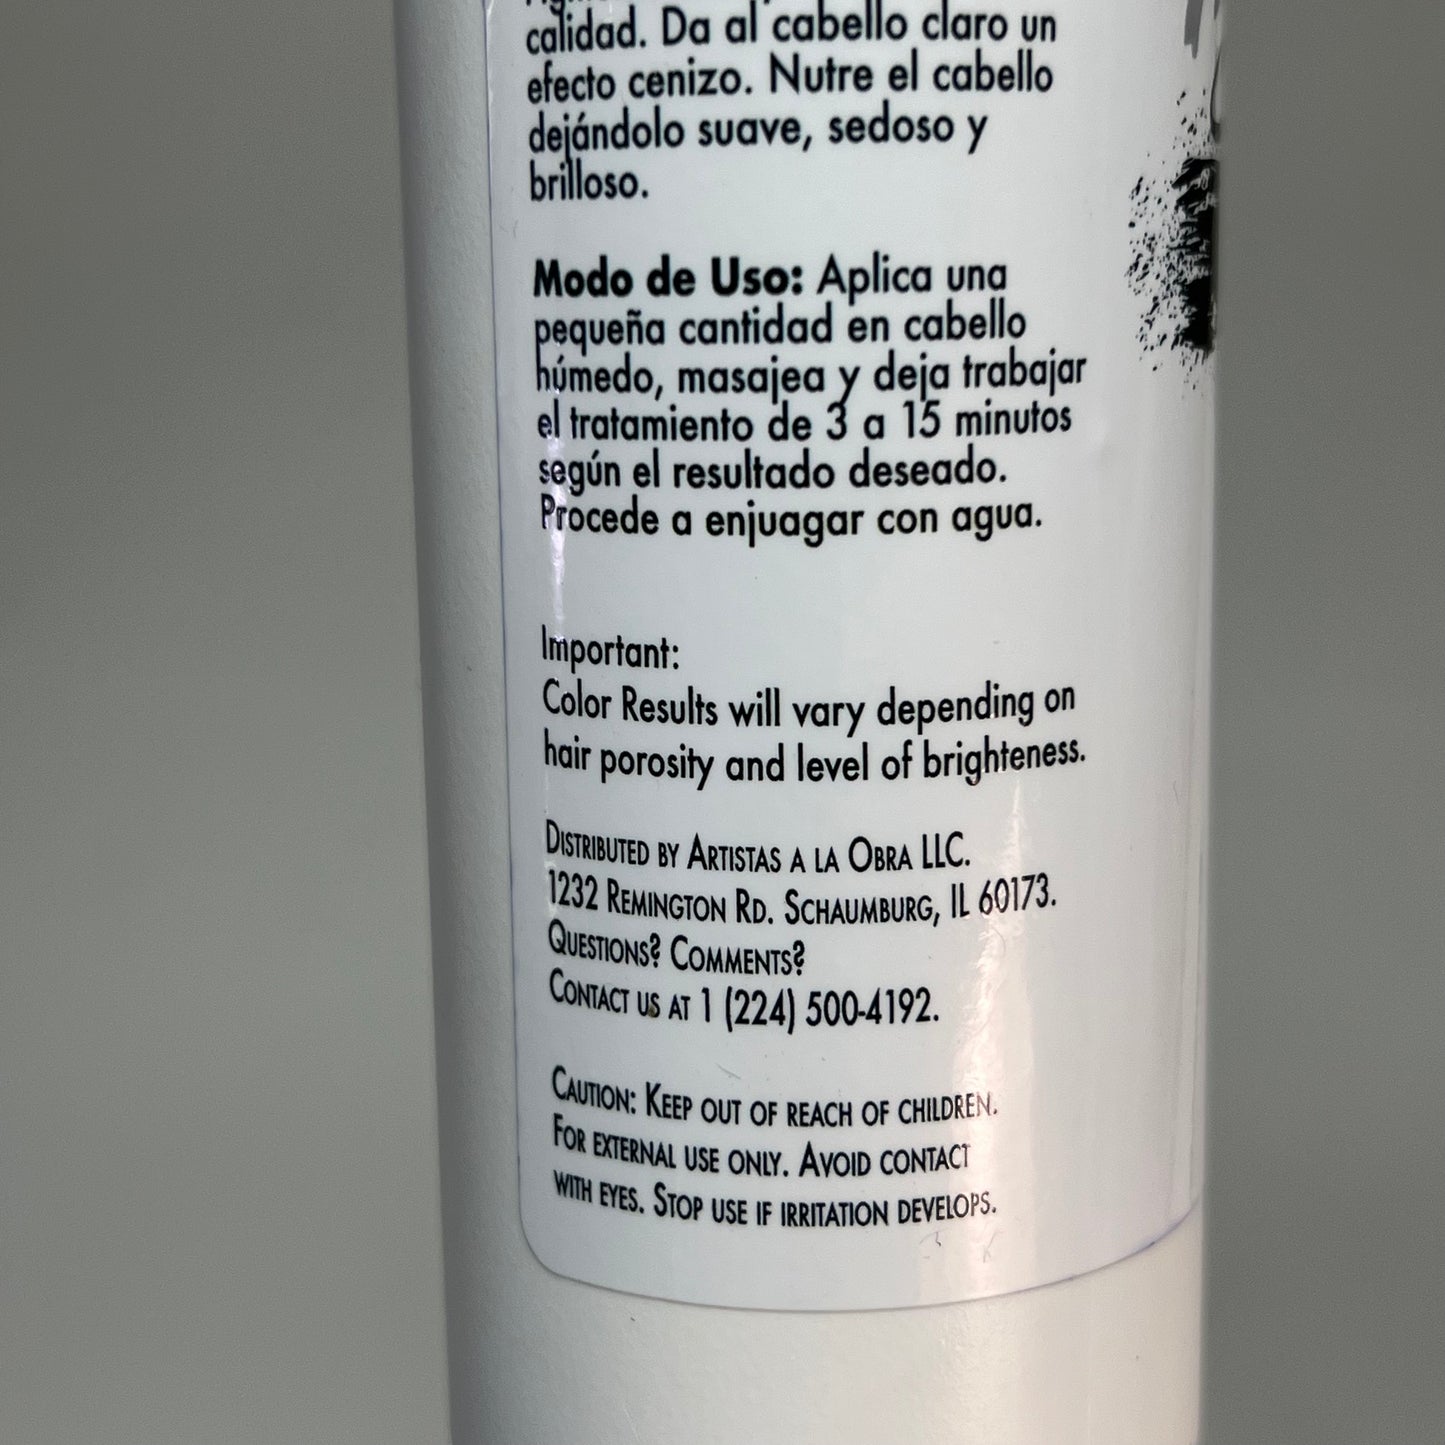 calidad. Da al cabello claro un
efecto cenizo. Nutre el cabello
dejándolo suave, sedoso y
brilloso.
Modo de Uso: Aplica una
pequeña cantidad en cabello
húmedo, masajea y deja trabajar
el tratamiento de 3 a 15 minutos
según el resultado deseado.
Procede a enjuagar con agua.
Important:
Color Results will vary depending on
hair porosity and level of brighteness.
DISTRIBUTED BY ARTISTAS A LA OBRA LLC.
1232 REMINGTON RD. SCHAUMBURG, IL 60173.
QUESTIONS? COMMENTS?
CONTACT US AT 1 (224) 500-4192.
CAUTION: KEEP OUT OF REACH OF CHILDREN.
FOR EXTERNAL USE ONLY. AVOID CONTACT
WITH EYES. STOP USE IF IRRITATION DEVELOPS.